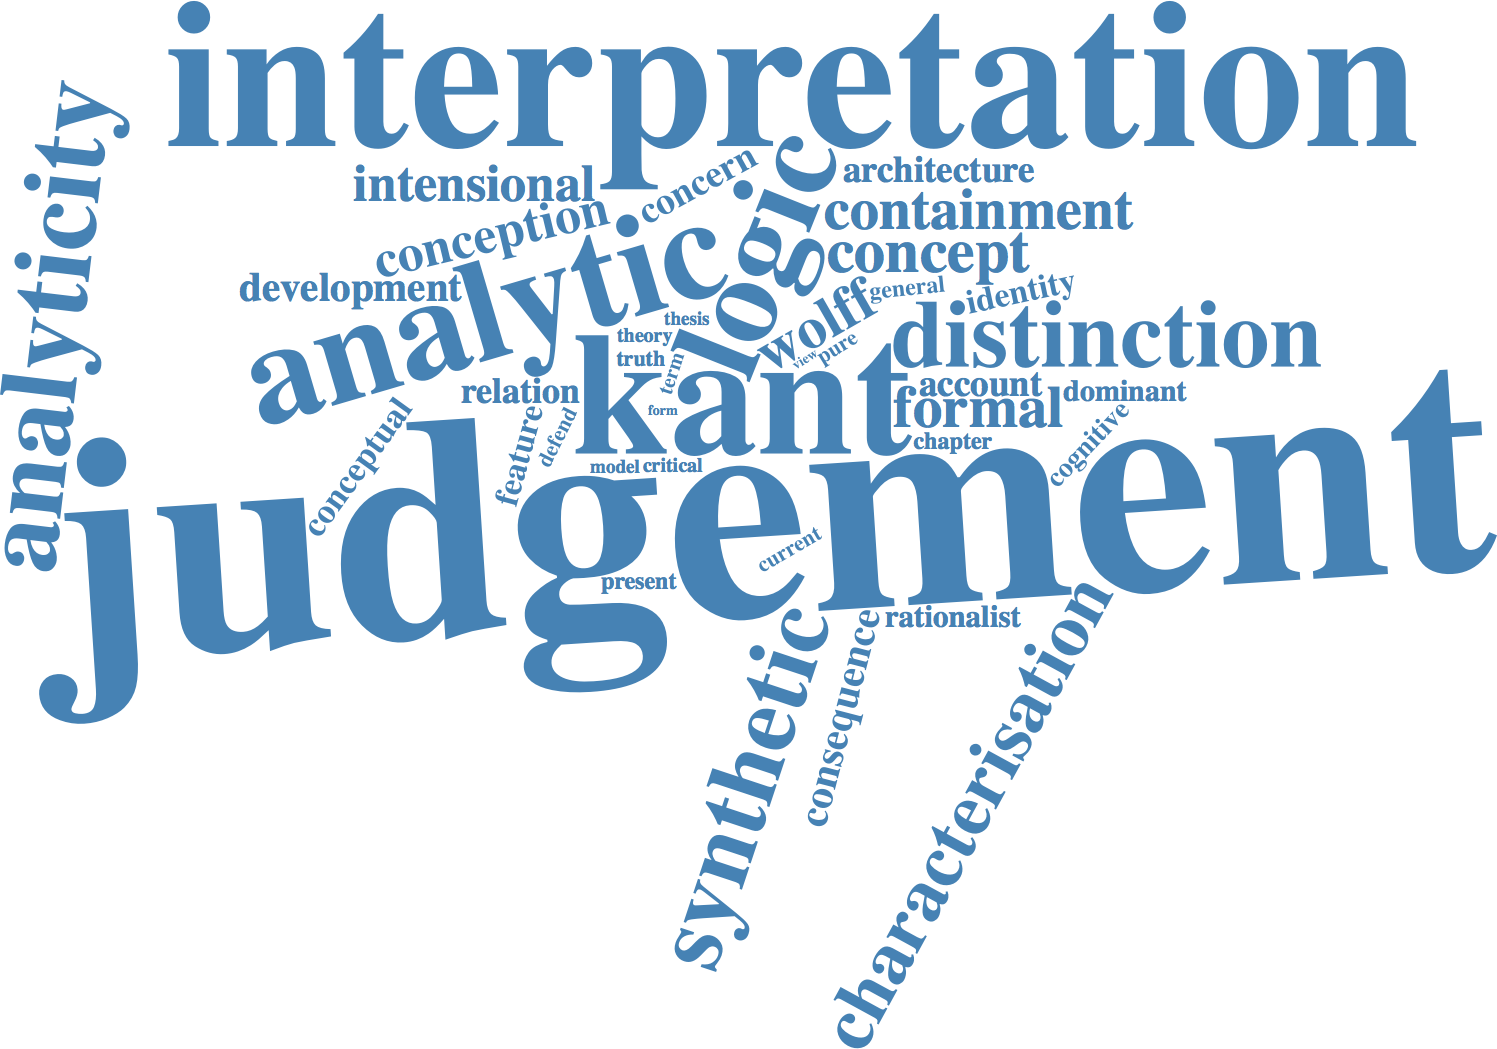 interpretation
analyticity
intensional
concern
logic
architecture
containment
conception
concept
analytic
development
wolff
general
identity
distinction
thesis
theory
truth
term
view
pure
kant
relation
form
account
dominant
formal
chapter
cognitive
conceptual
feature
defend
model
critical
judgement
current
present
synthetic
consequence
rationalist
characterisation